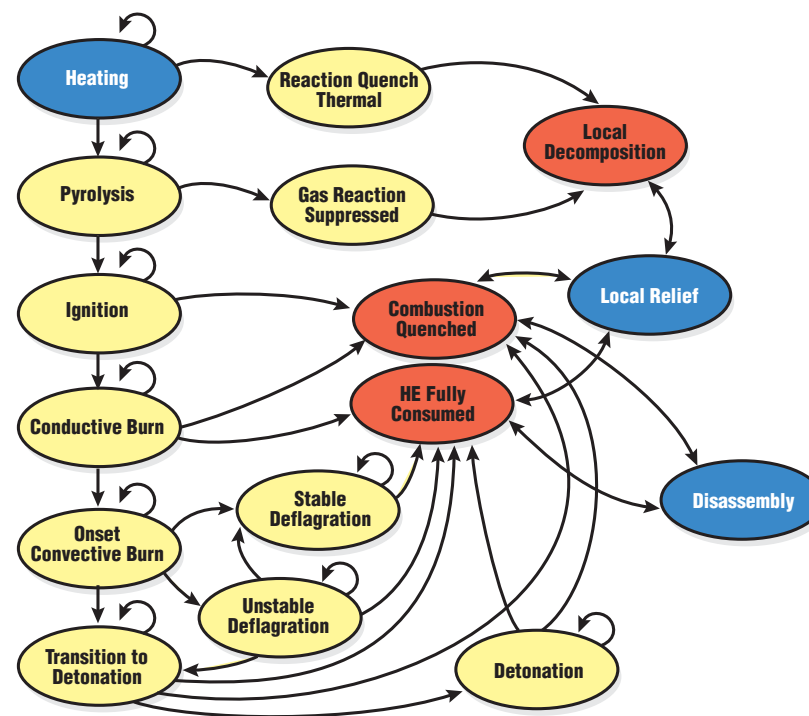 Heating
Reaction Quench
Thermal
Local
Decomposition
Pyrolysis
Gas Reaction
Suppressed
Ignition
Combustion
Quenched
Local Relief
Conductive Burn
HE Fully
Consumed
Stable
Deflagration
Disassembly
Onset
Convective Burn
Unstable
Deflagration
Transition to
Detonation
Detonation